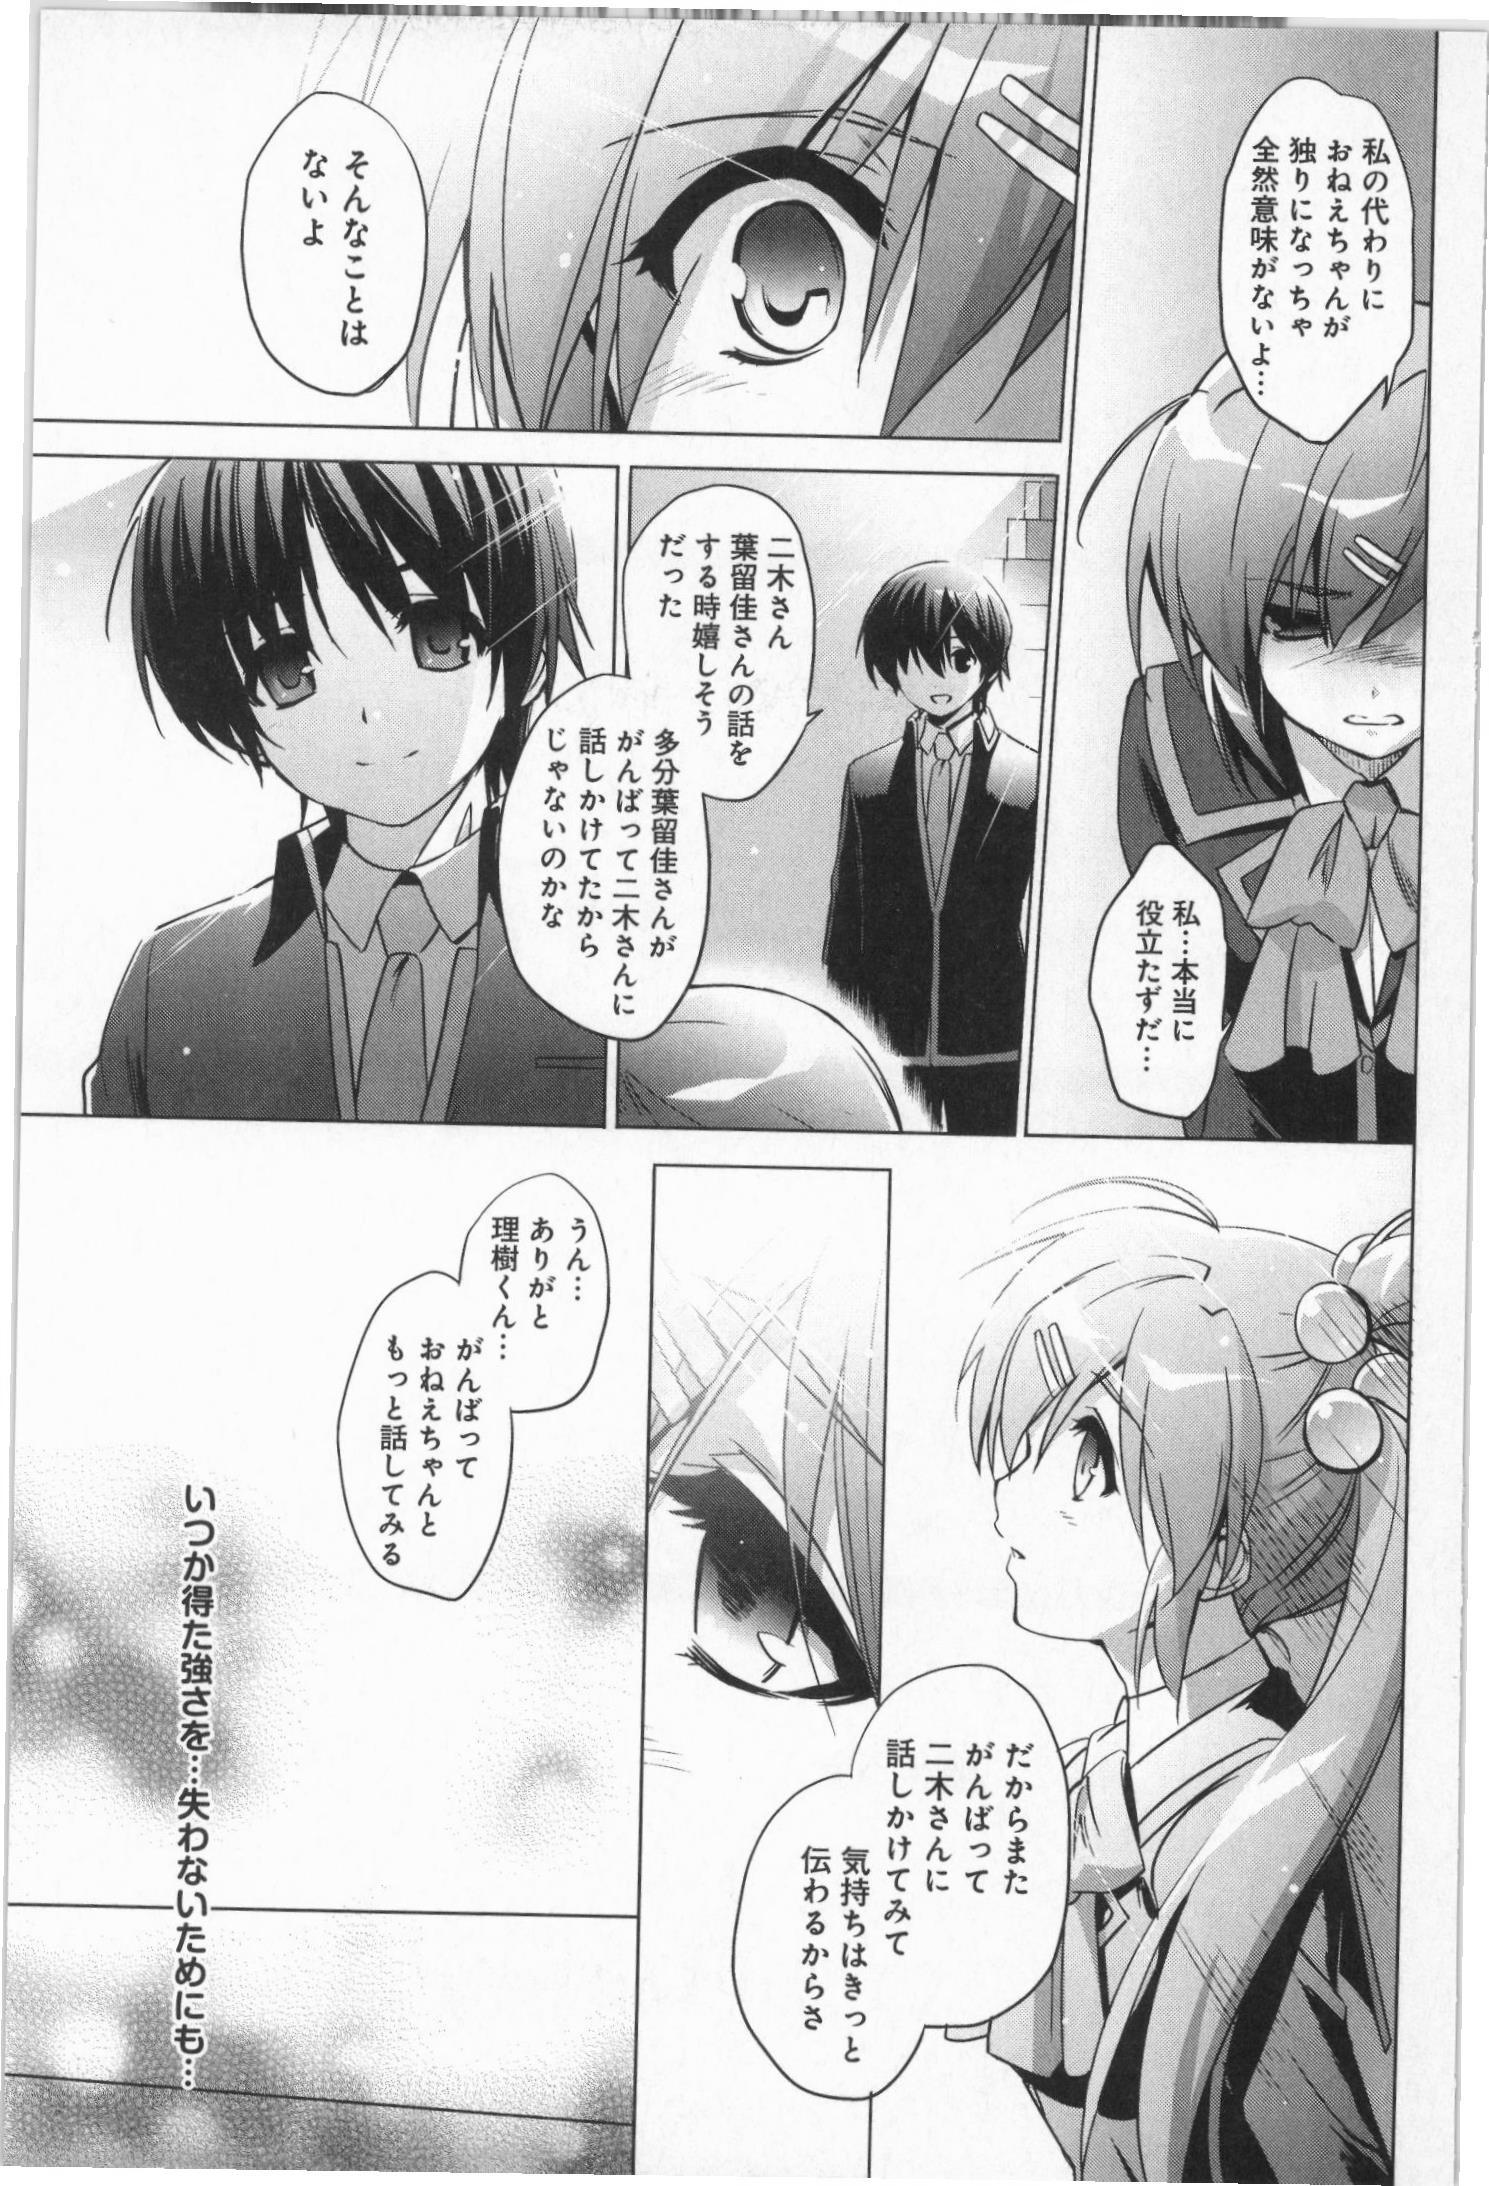 私の代わりに
おねえちゃんが
独りになっちゃ
全然意味がないよ…
私…本当に
役立たずだ…
そんなことは
ないよ
二木さん
葉留佳さんの話を
する時嬉しそう
だった
多分葉留佳さんが
がんばって二木さんに
話しかけてたから
じゃないのかな
だからまた
がんばって
二木さんに
話しかけてみて
気持ちはきっと
伝わるからさ
うん…
ありがと
理樹くん…
がんばって
おねえちゃんと
もっと話してみる
いつか得た強さを…失わないためにも…